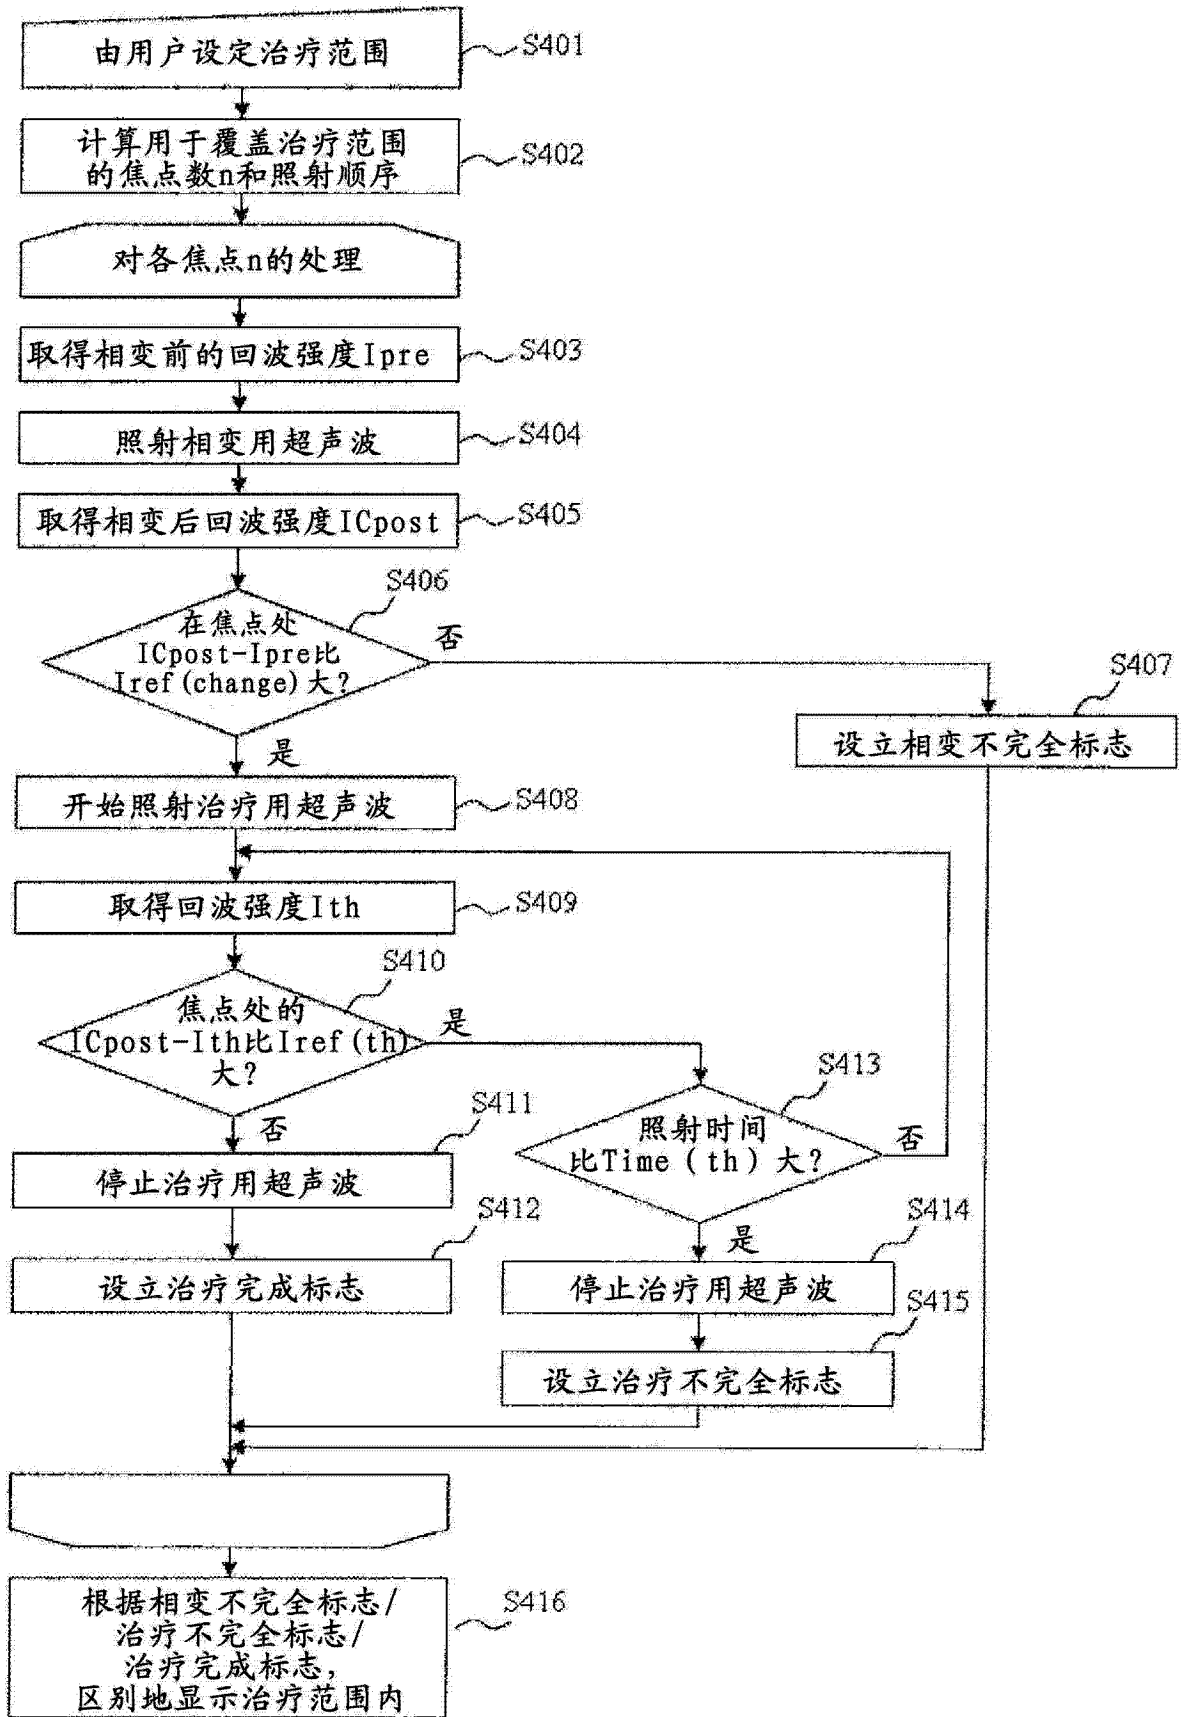 由用户设定治疗范围
S401
计算用于覆盖治疗范围
的焦点数n和照射顺序
S402
对各焦点n的处理
取得相变前的回波强度Ipre
S403
照射相变用超声波
S404
取得相变后回波强度ICpost
S405
S406
在焦点处
ICpost-Ipre比
Iref(change)大?
否
是
S407
设立相变不完全标志
开始照射治疗用超声波
S408
取得回波强度Ith
S409
S410
焦点处的
ICpost-Ith比Iref(th)
大?
是
否
S413
照射时间
比Time(th)大?
否
是
S411
停止治疗用超声波
S412
设立治疗完成标志
S414
停止治疗用超声波
S415
设立治疗不完全标志
根据相变不完全标志/
治疗不完全标志/
治疗完成标志,
区别地显示治疗范围内
S416